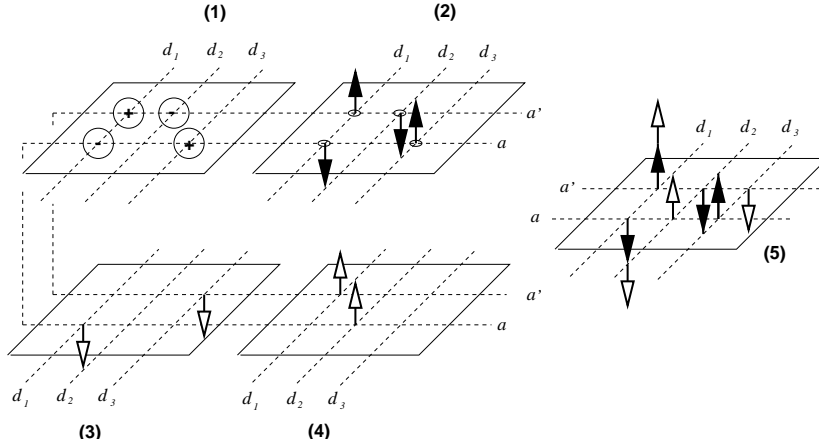 (1)
(2)
d1 d2 d3
d1 d2 d3
+ -
- +
a'
a
d1 d2 d3
a'
a
(5)
a'
a
d1 d2 d3
d1 d2 d3
(3)
(4)